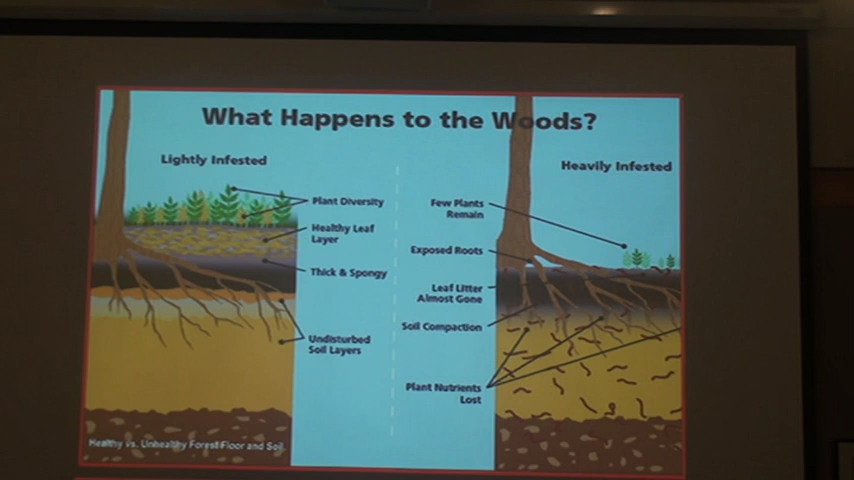 What Happens to the Woods?
Lightly Infested
Plant Diversity
Healthy Leaf
Layer
Thick & Spongy
Undisturbed
Soil Layers
Heavily Infested
Few Plants
Remain
Exposed Roots
Leaf Litter
Almost Gone
Soil Compaction
Plant Nutrients
Lost
Healthy vs. Unhealthy Forest Floor and Soil